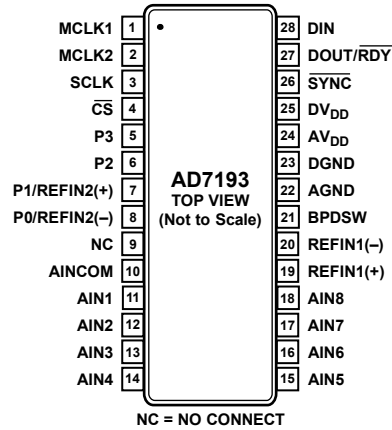 MCLK1 1
MCLK2 2
SCLK 3
CS 4
P3 5
P2 6
P1/REFIN2(+) 7
P0/REFIN2(–) 8
NC 9
AINCOM 10
AIN1 11
AIN2 12
AIN3 13
AIN4 14
AD7193
TOP VIEW
(Not to Scale)
28 DIN
27 DOUT/RDY
26 SYNC
25 DVDD
24 AVDD
23 DGND
22 AGND
21 BPDSW
20 REFIN1(–)
19 REFIN1(+)
18 AIN8
17 AIN7
16 AIN6
15 AIN5
NC = NO CONNECT